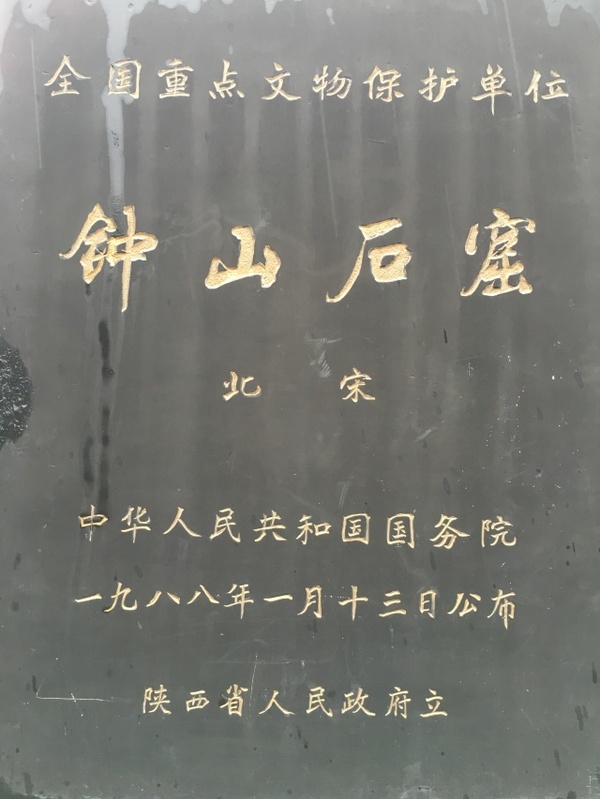 全国重点文物保护单位
钟山石窟
北宋
中华人民共和国国务院
一九八八年一月十三日公布
陕西省人民政府立